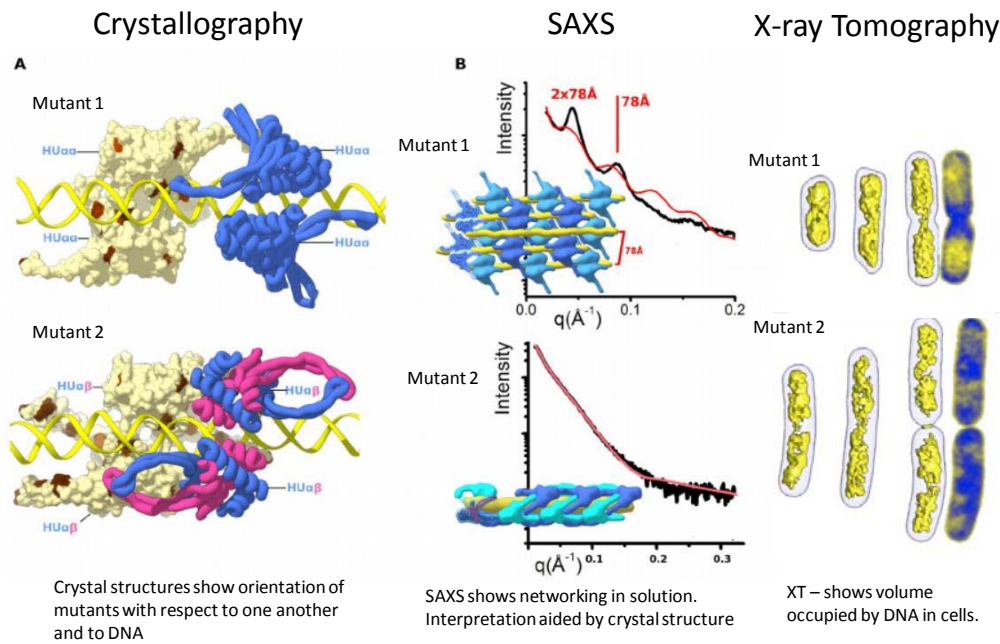 Crystallography
SAXS
X-ray Tomography
A
Mutant 1
HUαα
HUαα
HUαα
HUαα
Mutant 2
HUαβ
HUαβ
HUαβ
HUαβ
Crystal structures show orientation of
mutants with respect to one another
and to DNA
B
Mutant 1
Intensity
2x78Å
78Å
78Å
0.0
0.1
0.2
q(Å⁻¹)
Mutant 2
Intensity
0.1
0.2
0.3
q(Å⁻¹)
SAXS shows networking in solution.
Interpretation aided by crystal structure
Mutant 1
Mutant 2
XT – shows volume
occupied by DNA in cells.